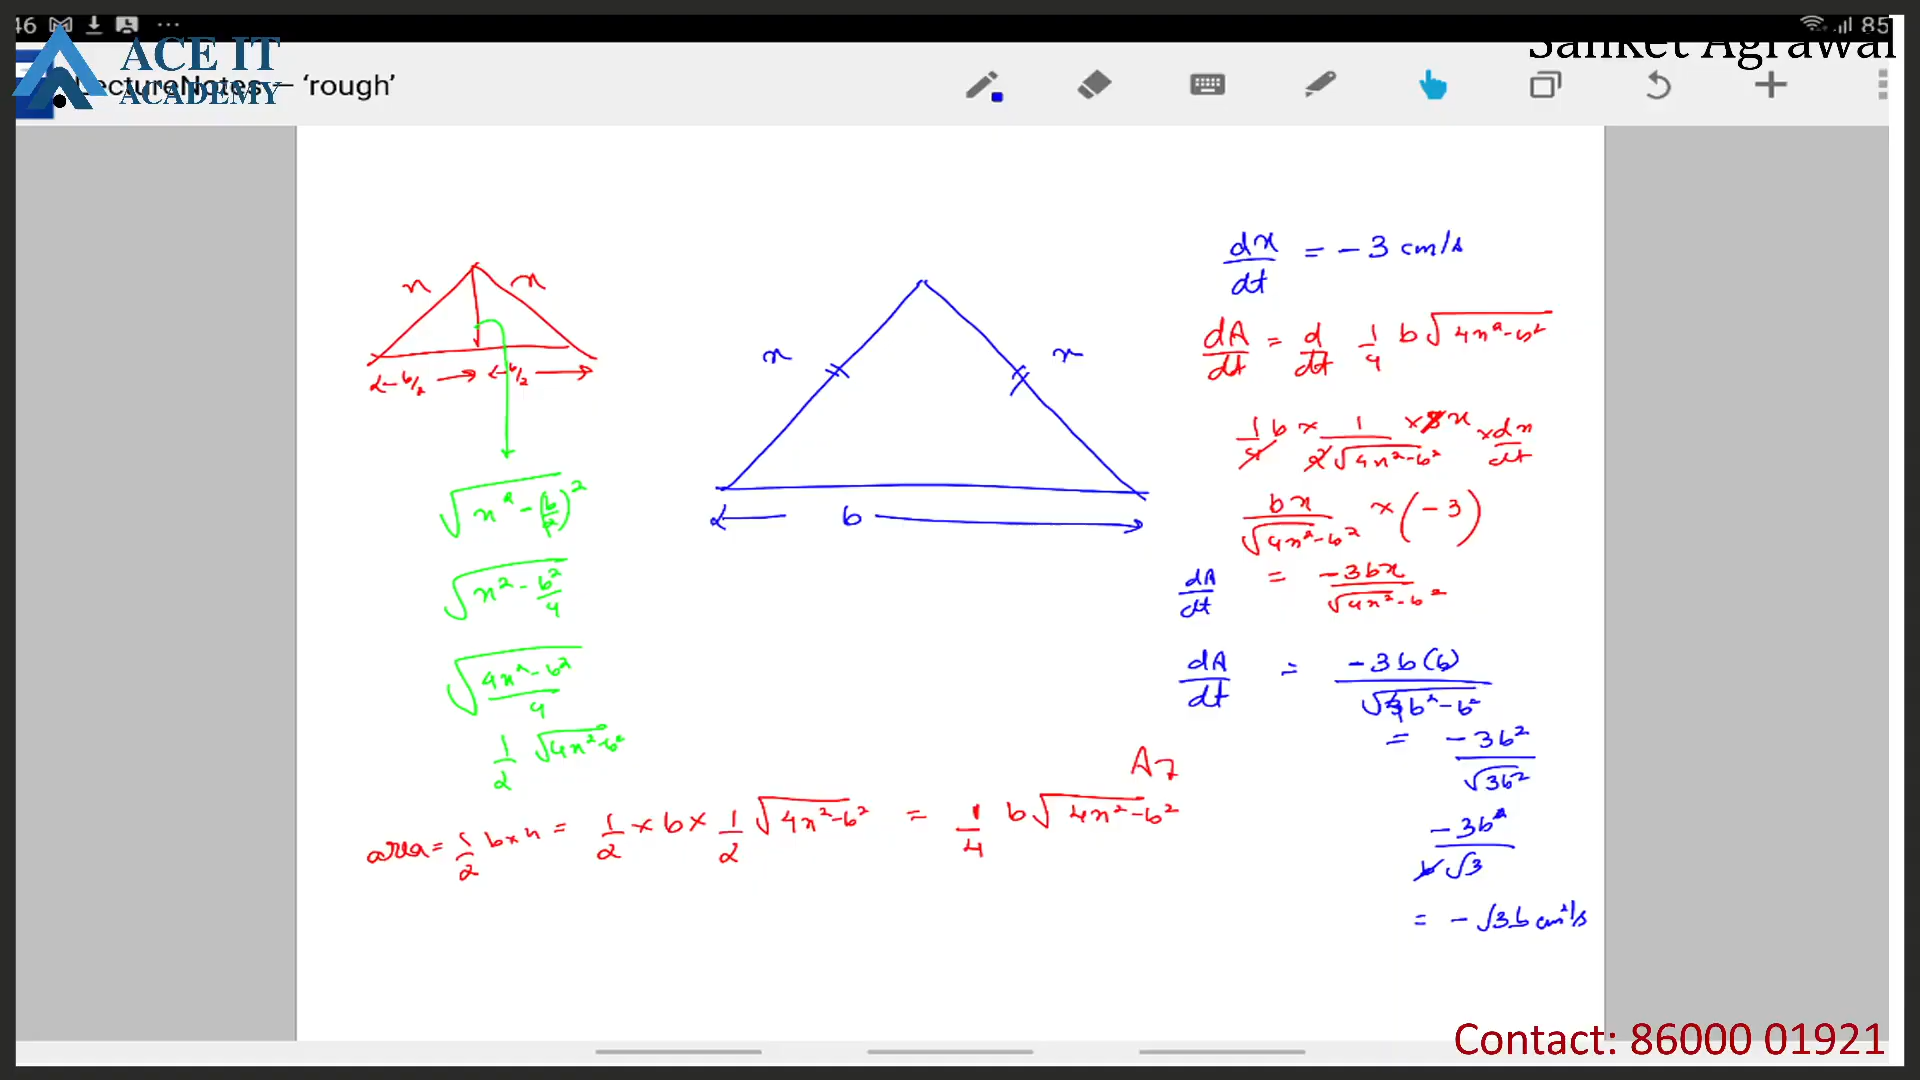 46 ... 85
ACE IT
ACADEMY
Sanket Agrawal
LectureNotes – ‘rough’
x x
b/2 b/2
√(x² - (b/2)²)
√(x² - b²/4)
√((4x² - b²)/4)
1/2 √(4x² - b²)
x x
b
area = 1/2 b × h = 1/2 × b × 1/2 √(4x² - b²) = 1/4 b √(4x² - b²)
dx/dt = -3 cm/s
dA/dt = d/dt 1/4 b √(4x² - b²)
1/4 b × 1/(2√(4x² - b²)) × 8x × dx/dt
bx/√(4x² - b²) × (-3)
dA/dt = -3bx/√(4x² - b²)
dA/dt = -3b(b)/√(4b² - b²)
= -3b²/√3b²
-3b²/b√3
= -√3b cm²/s
Contact: 86000 01921